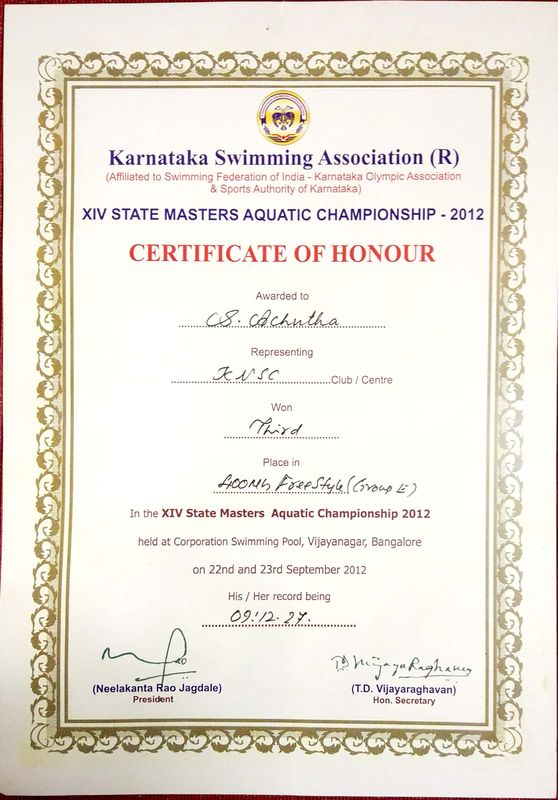 Karnataka Swimming Association (R)
(Affiliated to Swimming Federation of India - Karnataka Olympic Association
& Sports Authority of Karnataka)
XIV STATE MASTERS AQUATIC CHAMPIONSHIP - 2012
CERTIFICATE OF HONOUR
Awarded to
C.S. Achutha
Representing
KNSC Club / Centre
Won
Third
Place in
400Mts FreeStyle (Group E)
In the XIV State Masters Aquatic Championship 2012
held at Corporation Swimming Pool, Vijayanagar, Bangalore
on 22nd and 23rd September 2012
His / Her record being
09:12.27.
T.D. VijayaRaghavan
(Neelakanta Rao Jagdale) (T.D. Vijayaraghavan)
President Hon. Secretary